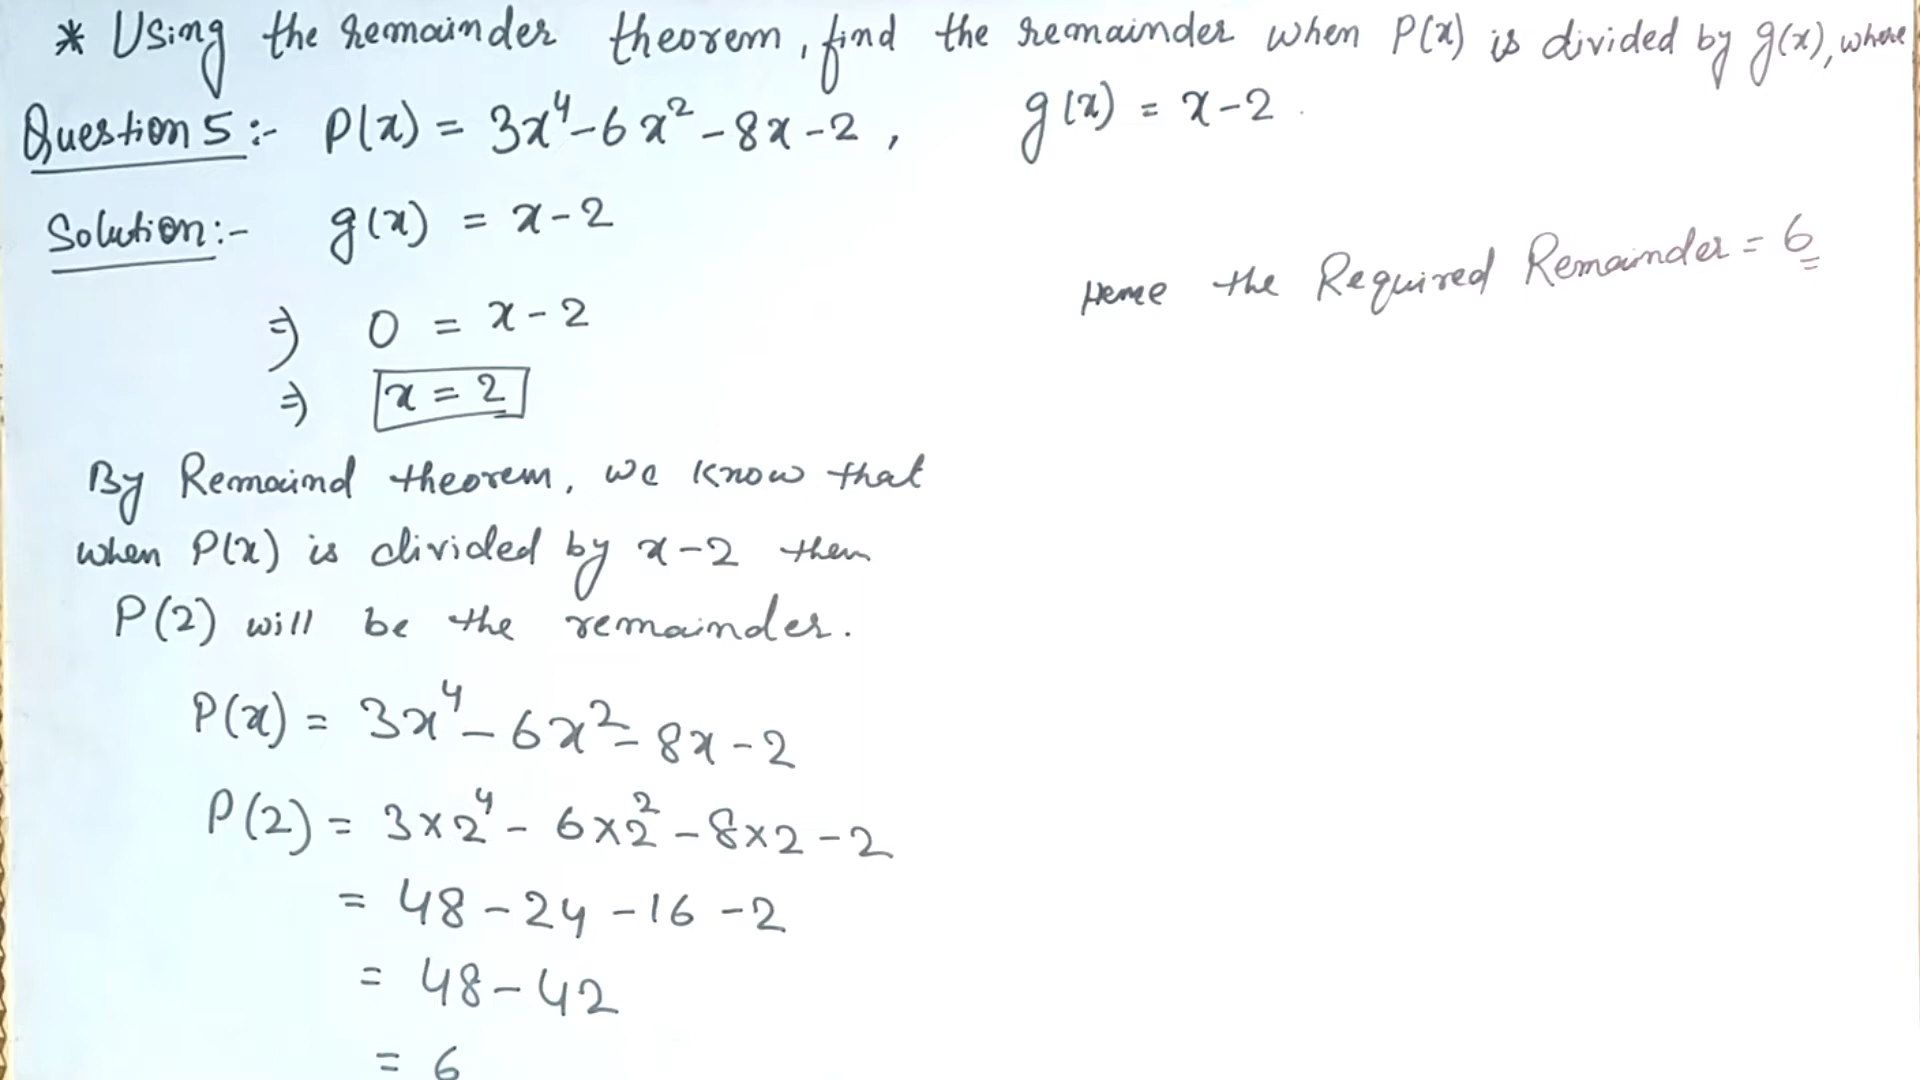 * Using the remainder theorem, find the remainder when P(x) is divided by g(x), where
Question 5:- P(x) = 3x⁴-6x²-8x-2, g(x) = x-2.
Solution:- g(x) = x-2
⇒ 0 = x-2
⇒ x = 2
By Remaind theorem, we know that
when P(x) is divided by x-2 then
P(2) will be the remainder.
P(x) = 3x⁴-6x²-8x-2
P(2) = 3×2⁴-6×2²-8×2-2
= 48-24-16-2
= 48-42
= 6
Hence the Required Remainder = 6